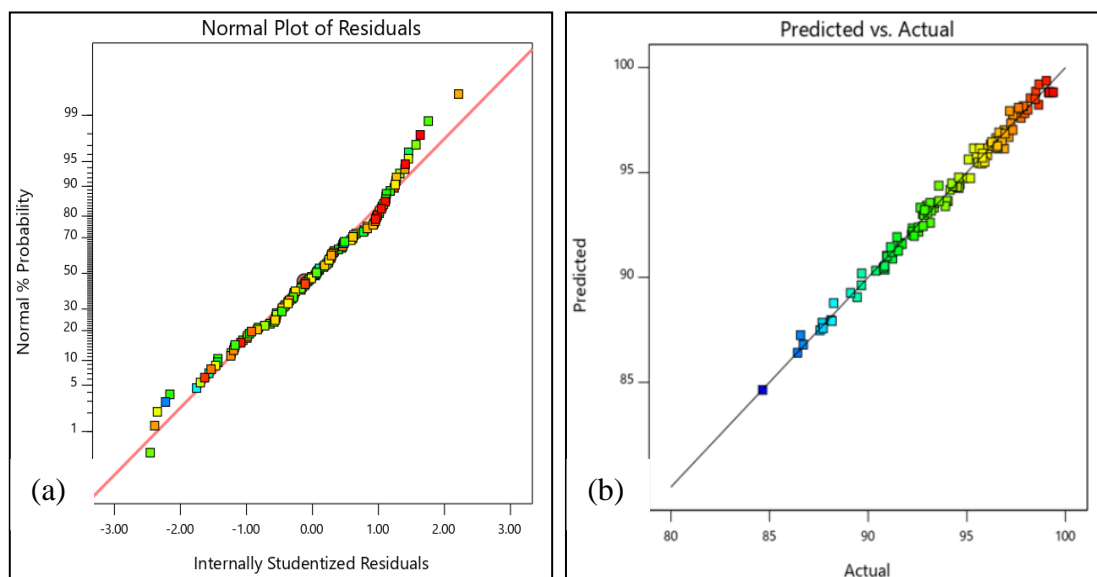 Normal Plot of Residuals
Normal % Probability
99
95
90
80
70
50
30
20
10
5
1
(a)
-3.00 -2.00 -1.00 0.00 1.00 2.00 3.00
Internally Studentized Residuals
Predicted vs. Actual
Predicted
100
95
90
85
(b)
80 85 90 95 100
Actual